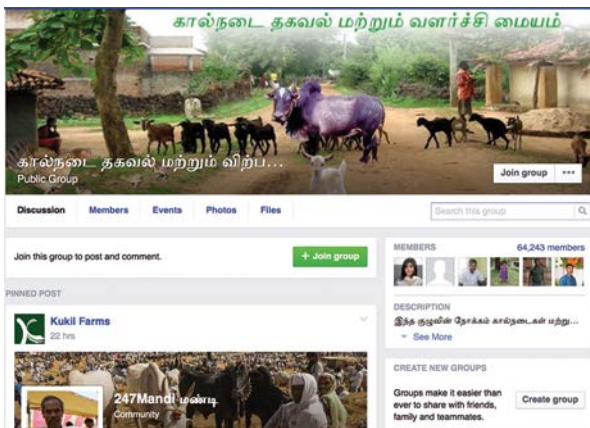 கால்நடை தகவல் மற்றும் வளர்ச்சி மையம்
கால்நடை தகவல் மற்றும் விற்ப...
Public Group
Join group
Discussion Members Events Photos Files
Search this group
Join this group to post and comment.
+ Join group
PINNED POST
Kukil Farms
22 hrs
247Mandi மண்டி
Community
MEMBERS 64,243 members
DESCRIPTION
இந்த குழுவின் நோக்கம் கால்நடைகள் மற்று...
See More
CREATE NEW GROUPS
Groups make it easier than
ever to share with friends,
family and teammates.
Create group